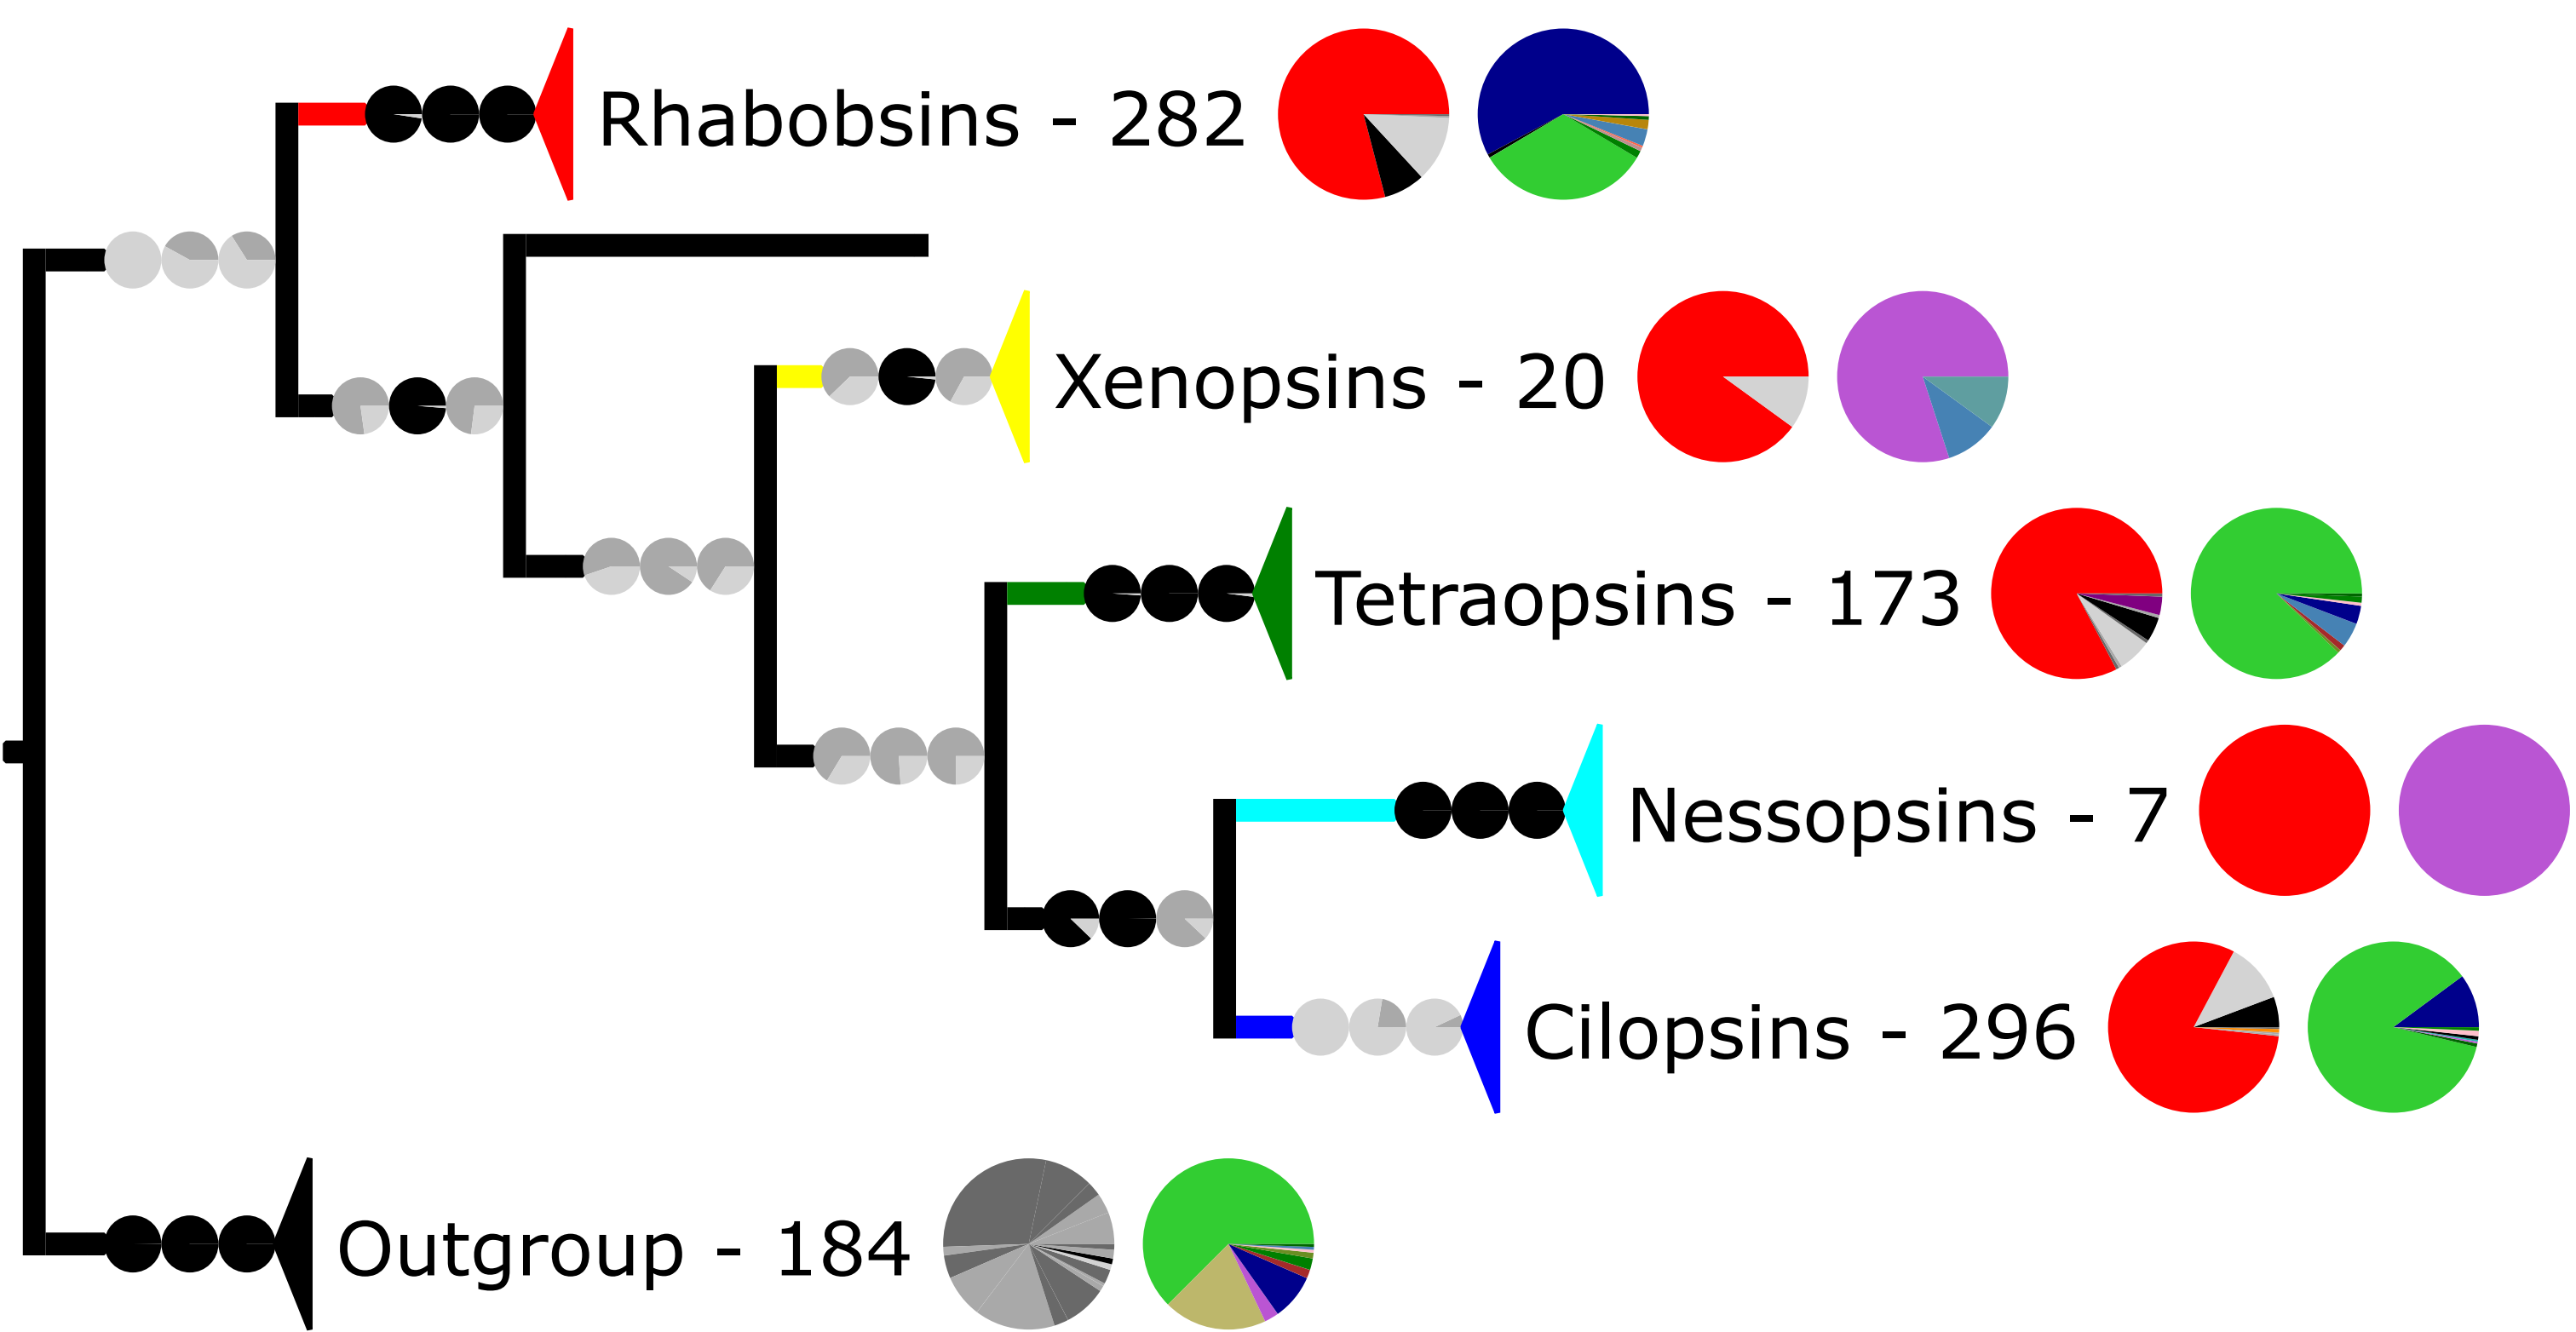 Rhabobsins - 282
Xenopsins - 20
Tetraopsins - 173
Nessopsins - 7
Cilopsins - 296
Outgroup - 184